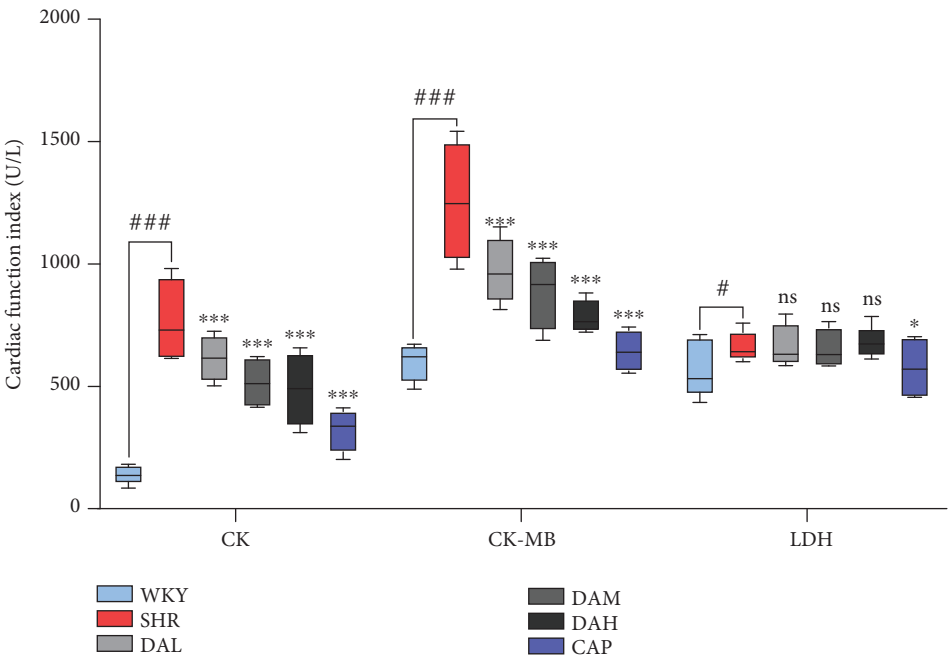 Cardiac function index (U/L)
2000
1500
1000
500
0
###
***
***
***
***
###
***
***
***
***
#
ns
ns
ns
*
CK
CK-MB
LDH
WKY
SHR
DAL
DAM
DAH
CAP